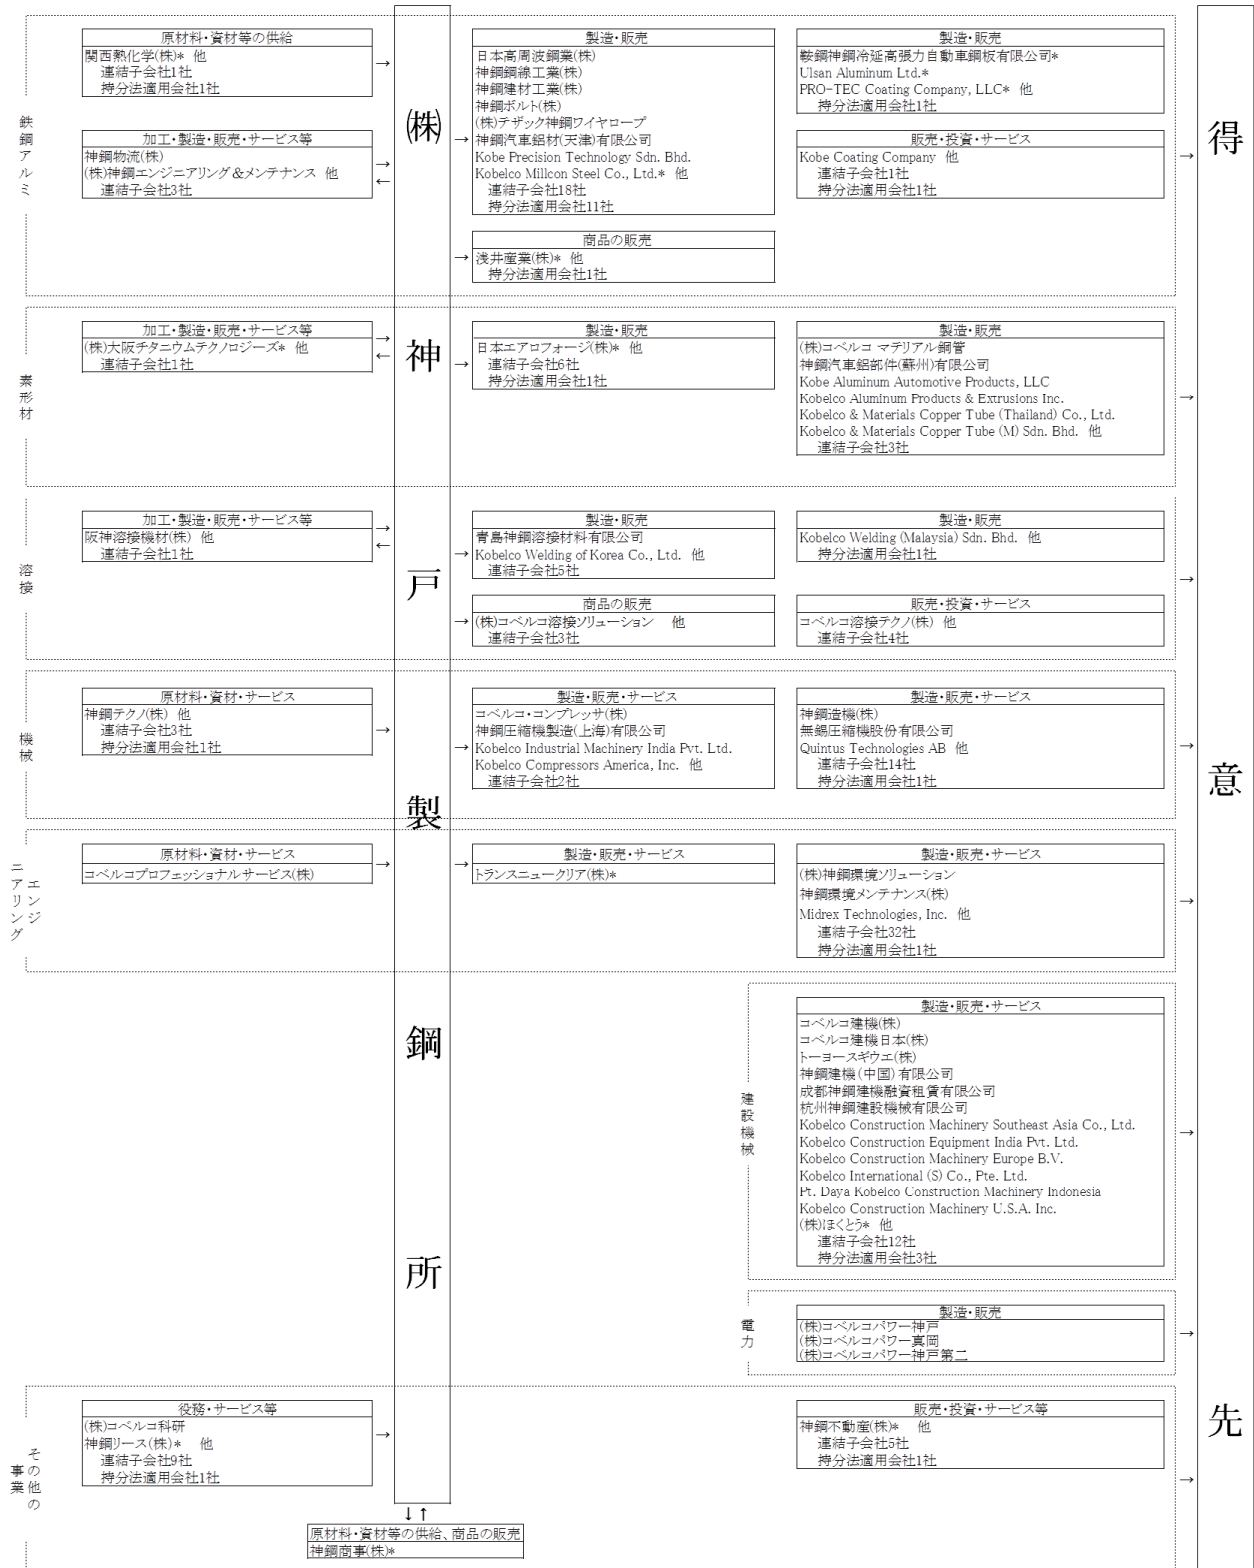 ㈱神戸製鋼所
得意先
鉄鋼アルミ
原材料・資材等の供給
関西熱化学(株)* 他
連結子会社1社
持分法適用会社1社
→
加工・製造・販売・サービス等
神鋼物流(株)
(株)神鋼エンジニアリング&メンテナンス 他
連結子会社3社
→
←
製造・販売
日本高周波鋼業(株)
神鋼鋼線工業(株)
神鋼建材工業(株)
神鋼ボルト(株)
(株)テザック神鋼ワイヤロープ
神鋼汽車鋁材(天津)有限公司
Kobe Precision Technology Sdn. Bhd.
Kobelco Millcon Steel Co., Ltd.* 他
連結子会社18社
持分法適用会社11社
→
商品の販売
浅井産業(株)* 他
持分法適用会社1社
→
製造・販売
鞍鋼神鋼冷延高張力自動車鋼板有限公司*
Ulsan Aluminum Ltd.*
PRO-TEC Coating Company, LLC* 他
持分法適用会社1社
販売・投資・サービス
Kobe Coating Company 他
連結子会社1社
持分法適用会社1社
→
素形材
加工・製造・販売・サービス等
(株)大阪チタニウムテクノロジーズ* 他
連結子会社1社
→
←
製造・販売
日本エアロフォージ(株)* 他
連結子会社6社
持分法適用会社1社
→
製造・販売
(株)コベルコ マテリアル銅管
神鋼汽車鋁部件(蘇州)有限公司
Kobe Aluminum Automotive Products, LLC
Kobelco Aluminum Products & Extrusions Inc.
Kobelco & Materials Copper Tube (Thailand) Co., Ltd.
Kobelco & Materials Copper Tube (M) Sdn. Bhd. 他
連結子会社3社
→
溶接
加工・製造・販売・サービス等
阪神溶接機材(株) 他
連結子会社1社
→
←
製造・販売
青島神鋼溶接材料有限公司
Kobelco Welding of Korea Co., Ltd. 他
連結子会社5社
→
商品の販売
(株)コベルコ溶接ソリューション 他
連結子会社3社
→
製造・販売
Kobelco Welding (Malaysia) Sdn. Bhd. 他
持分法適用会社1社
販売・投資・サービス
コベルコ溶接テクノ(株) 他
連結子会社4社
→
機械
原材料・資材・サービス
神鋼テクノ(株) 他
連結子会社3社
持分法適用会社1社
→
製造・販売・サービス
コベルコ・コンプレッサ(株)
神鋼圧縮機製造(上海)有限公司
Kobelco Industrial Machinery India Pvt. Ltd.
Kobelco Compressors America, Inc. 他
連結子会社2社
→
製造・販売・サービス
神鋼造機(株)
無錫圧縮機股份有限公司
Quintus Technologies AB 他
連結子会社14社
持分法適用会社1社
→
エンジニアリング
原材料・資材・サービス
コベルコプロフェッショナルサービス(株)
→
製造・販売・サービス
トランスニュークリア(株)*
→
製造・販売・サービス
(株)神鋼環境ソリューション
神鋼環境メンテナンス(株)
Midrex Technologies, Inc. 他
連結子会社32社
持分法適用会社1社
→
建設機械
製造・販売・サービス
コベルコ建機(株)
コベルコ建機日本(株)
トーヨースギウエ(株)
神鋼建機(中国)有限公司
成都神鋼建機融資租賃有限公司
杭州神鋼建設機械有限公司
Kobelco Construction Machinery Southeast Asia Co., Ltd.
Kobelco Construction Equipment India Pvt. Ltd.
Kobelco Construction Machinery Europe B.V.
Kobelco International (S) Co., Pte. Ltd.
Pt. Daya Kobelco Construction Machinery Indonesia
Kobelco Construction Machinery U.S.A. Inc.
(株)ほくとう* 他
連結子会社12社
持分法適用会社3社
→
電力
製造・販売
(株)コベルコパワー神戸
(株)コベルコパワー真岡
(株)コベルコパワー神戸第二
→
その他の事業
役務・サービス等
(株)コベルコ科研
神鋼リース(株)* 他
連結子会社9社
持分法適用会社1社
→
販売・投資・サービス等
神鋼不動産(株)* 他
連結子会社5社
持分法適用会社1社
→
↓↑
原材料・資材等の供給、商品の販売
神鋼商事(株)*